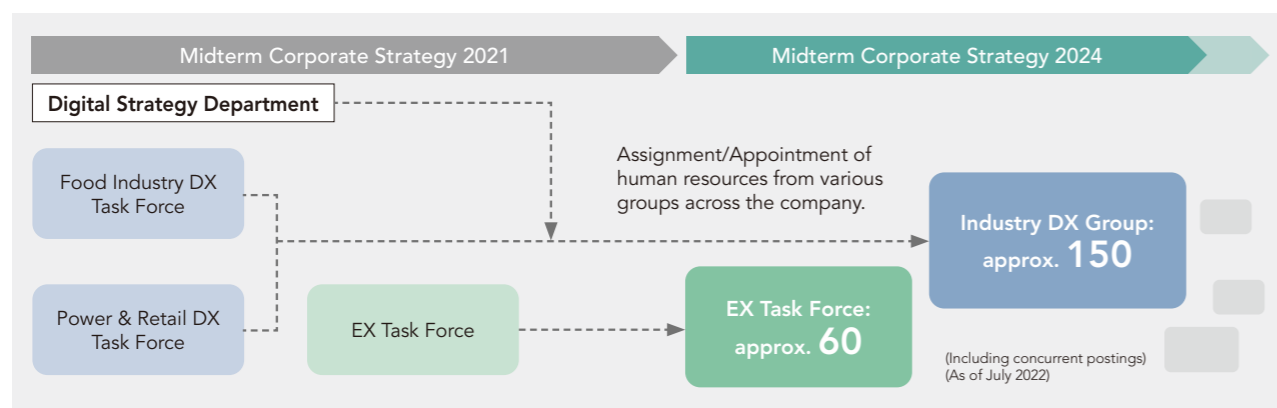 Midterm Corporate Strategy 2021
Midterm Corporate Strategy 2024
Digital Strategy Department
Food Industry DX
Task Force
Assignment/Appointment of
human resources from various
groups across the company.
Industry DX Group:
approx. 150
Power & Retail DX
Task Force
EX Task Force
EX Task Force:
approx. 60
(Including concurrent postings)
(As of July 2022)